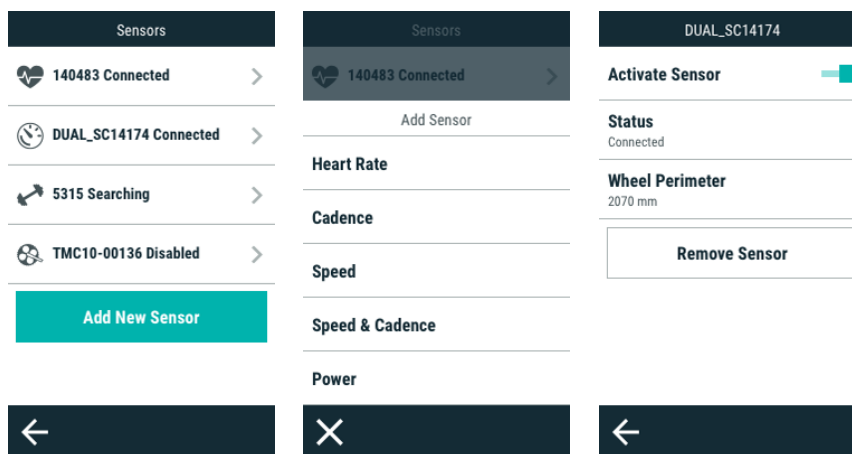 Sensors
140483 Connected
DUAL_SC14174 Connected
5315 Searching
TMC10-00136 Disabled
Add New Sensor
Sensors
140483 Connected
Add Sensor
Heart Rate
Cadence
Speed
Speed & Cadence
Power
DUAL_SC14174
Activate Sensor
Status
Connected
Wheel Perimeter
2070 mm
Remove Sensor